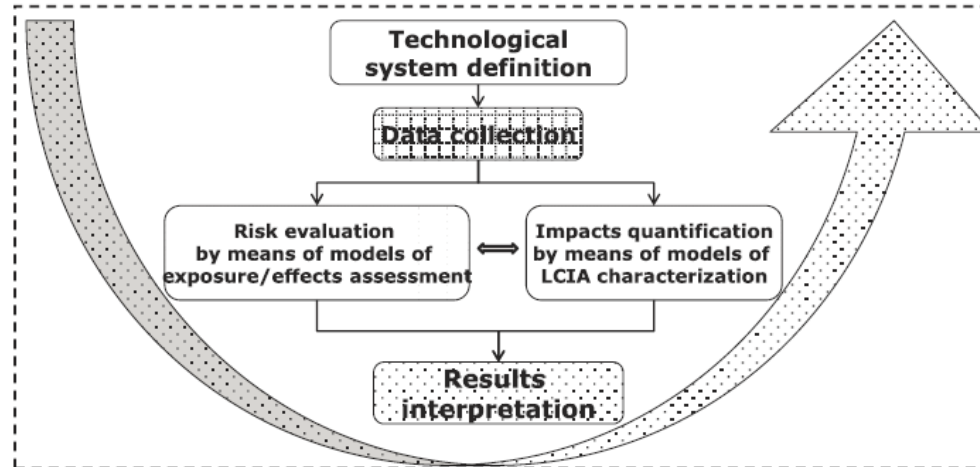 Technological
system definition
Data collection
Risk evaluation
by means of models of
exposure/effects assessment
Impacts quantification
by means of models of
LCIA characterization
Results
interpretation